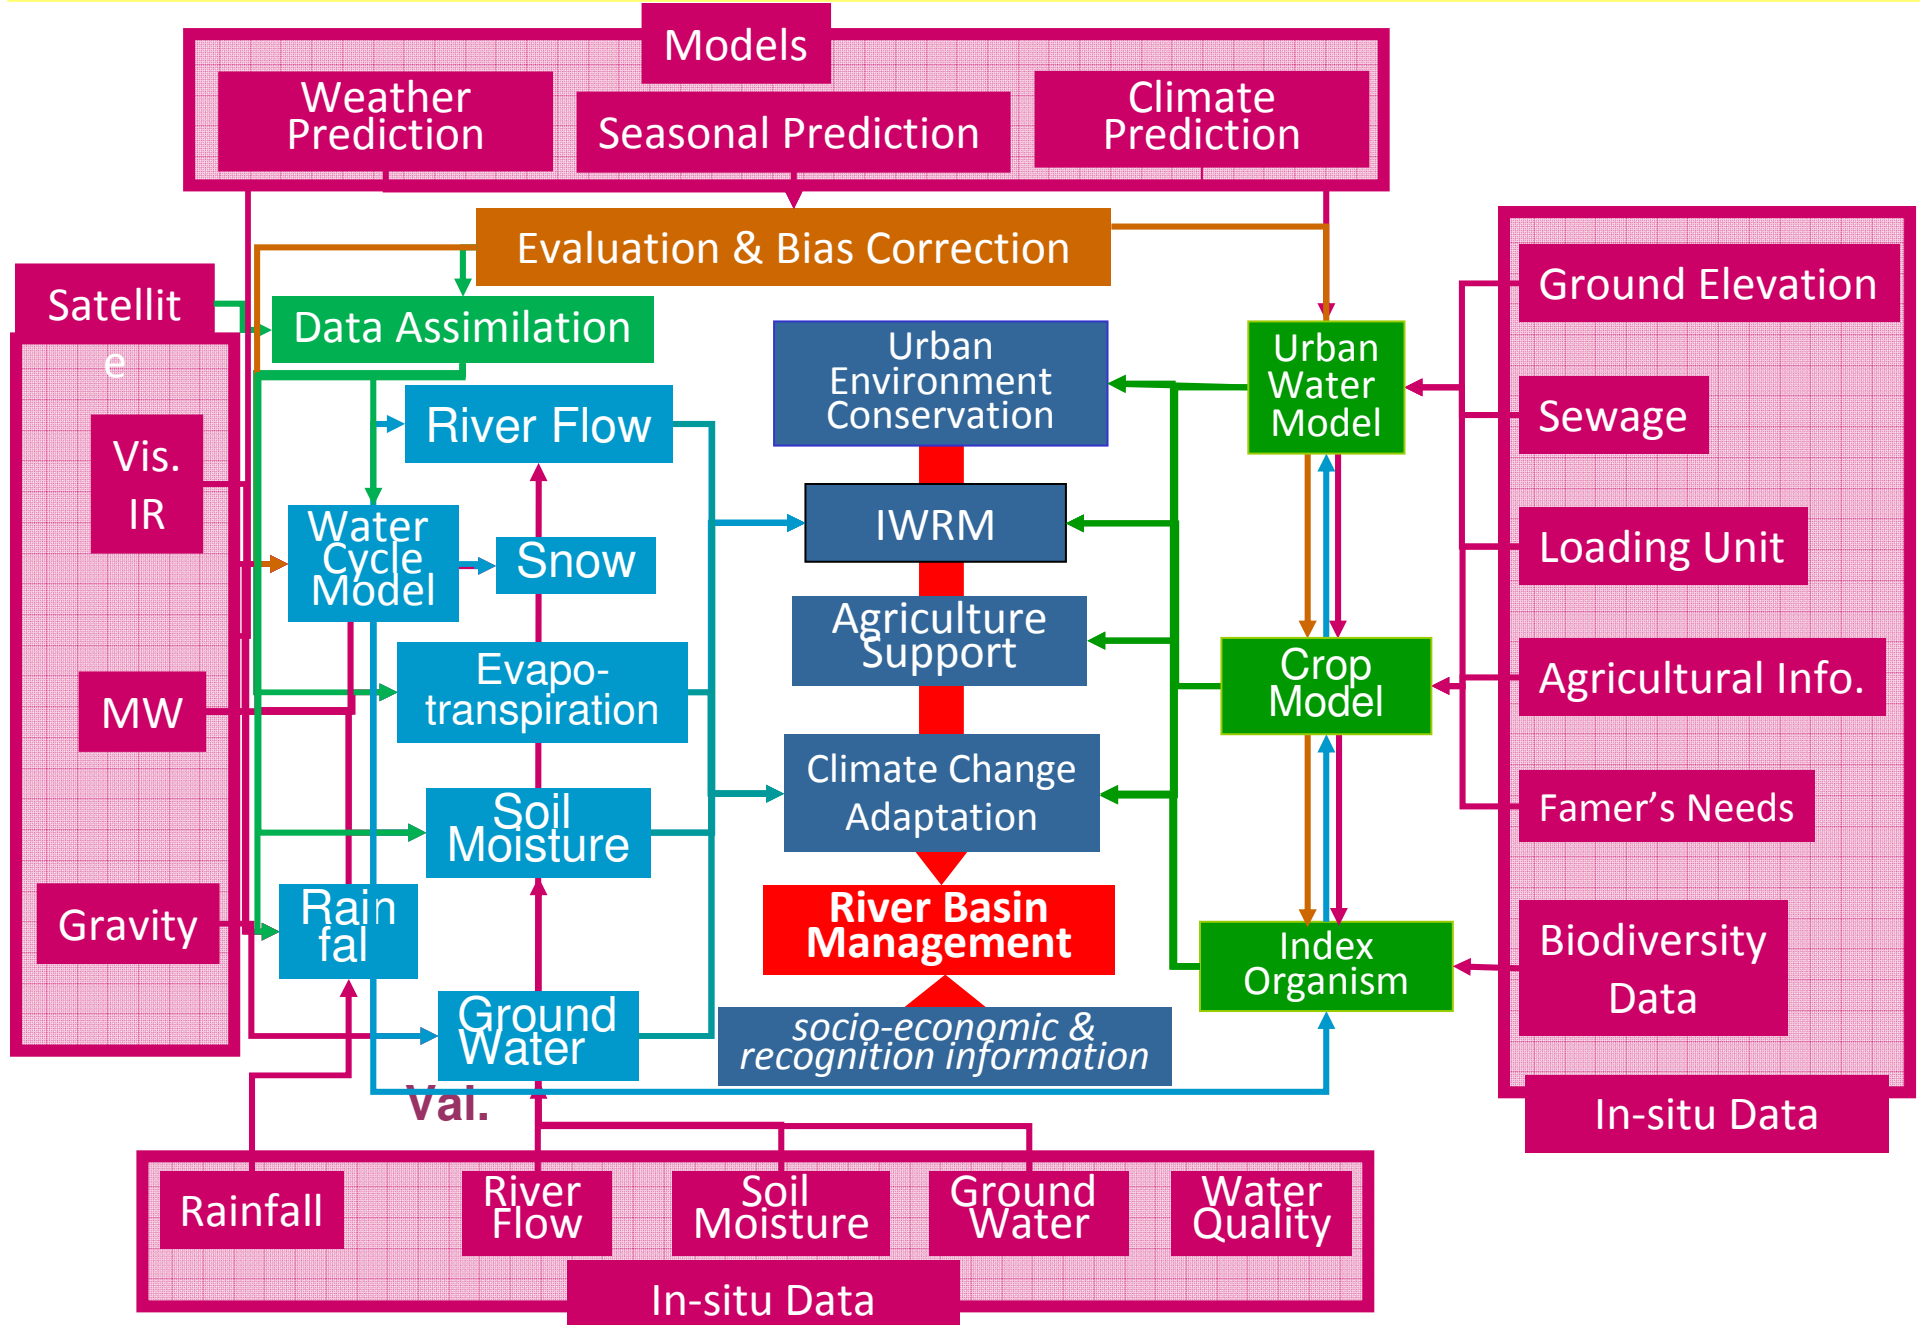 Models
Weather
Prediction
Seasonal Prediction
Climate
Prediction
Evaluation & Bias Correction
Satellit
e
Vis.
IR
MW
Gravity
Data Assimilation
River Flow
Water
Cycle
Model
Snow
Evapo-
transpiration
Soil
Moisture
Rain
fal
Ground
Water
Val.
Urban
Environment
Conservation
IWRM
Agriculture
Support
Climate Change
Adaptation
River Basin
Management
socio-economic &
recognition information
Urban
Water
Model
Crop
Model
Index
Organism
Ground Elevation
Sewage
Loading Unit
Agricultural Info.
Famer's Needs
Biodiversity
Data
In-situ Data
Rainfall
River
Flow
Soil
Moisture
Ground
Water
Water
Quality
In-situ Data